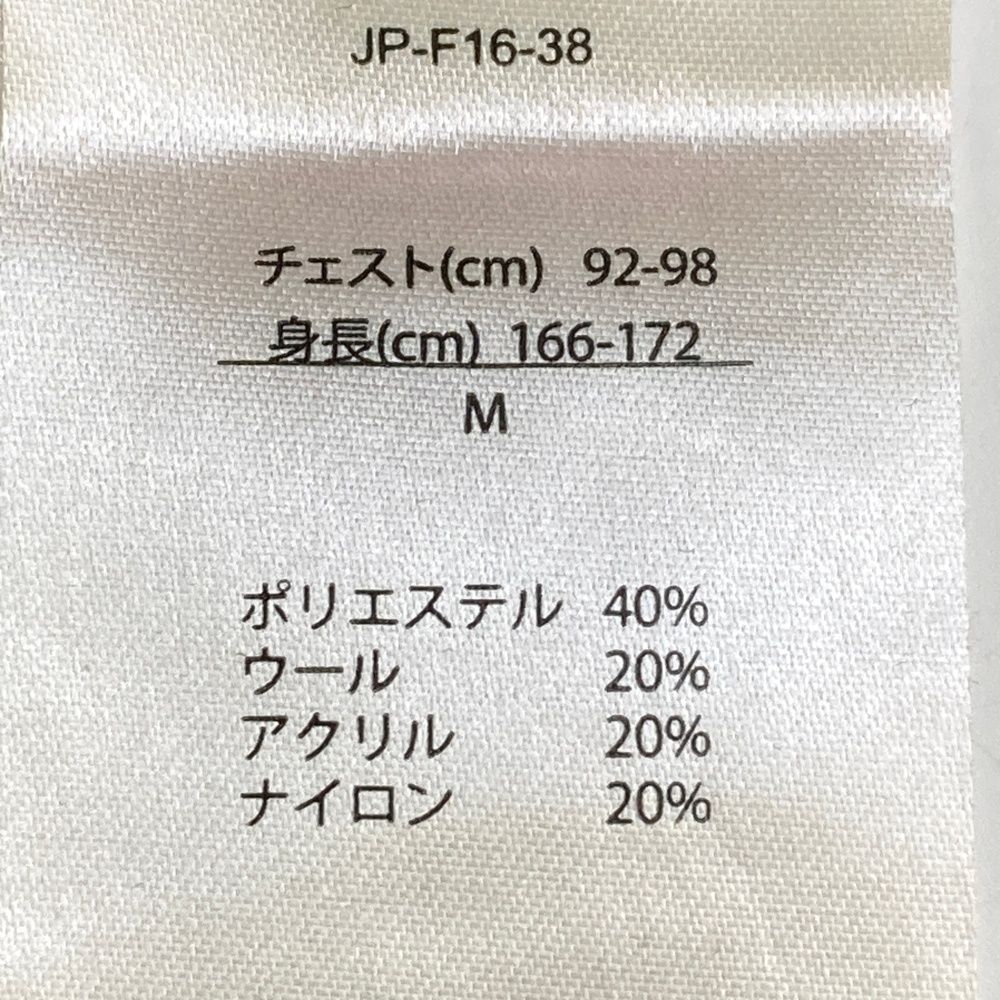 JP-F16-38
チェスト(cm) 92-98
身長(cm) 166-172
M
ポリエステル 40%
ウール 20%
アクリル 20%
ナイロン 20%